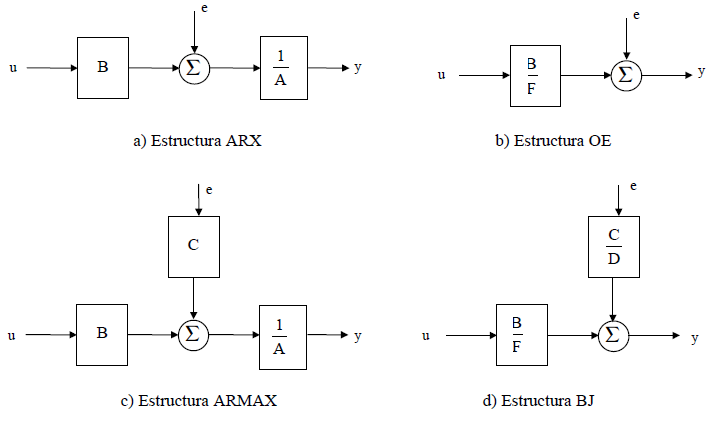 e
u
B
Σ
1
A
y
a) Estructura ARX
e
u
B
F
Σ
y
b) Estructura OE
e
C
u
B
Σ
1
A
y
c) Estructura ARMAX
e
C
D
u
B
F
Σ
y
d) Estructura BJ